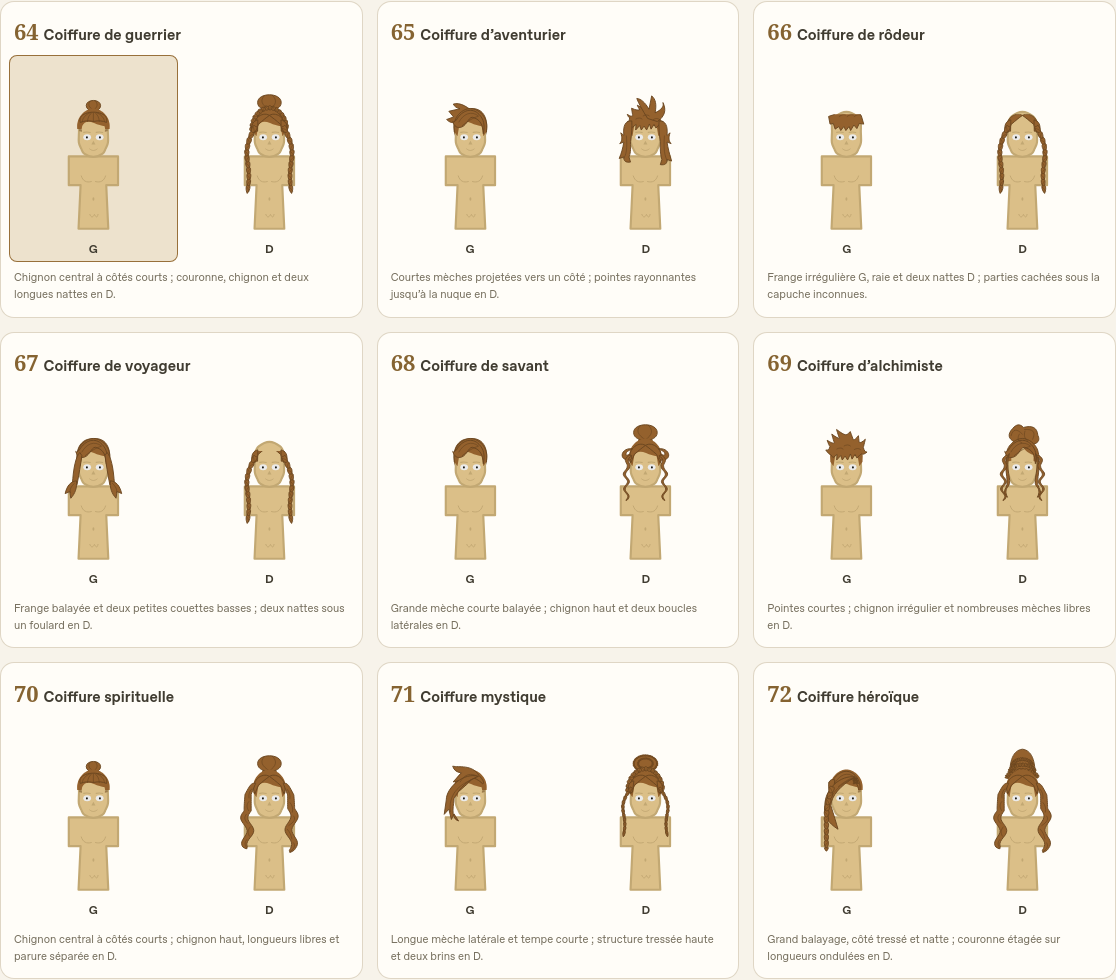 64 Coiffure de guerrier
G
D
Chignon central à côtés courts ; couronne, chignon et deux
longues nattes en D.
65 Coiffure d’aventurier
G
D
Courtes mèches projetées vers un côté ; pointes rayonnantes
jusqu’à la nuque en D.
66 Coiffure de rôdeur
G
D
Frange irrégulière G, raie et deux nattes D ; parties cachées sous la
capuche inconnues.
67 Coiffure de voyageur
G
D
Frange balayée et deux petites couettes basses ; deux nattes sous
un foulard en D.
68 Coiffure de savant
G
D
Grande mèche courte balayée ; chignon haut et deux boucles
latérales en D.
69 Coiffure d’alchimiste
G
D
Pointes courtes ; chignon irrégulier et nombreuses mèches libres
en D.
70 Coiffure spirituelle
G
D
Chignon central à côtés courts ; chignon haut, longueurs libres et
parure séparée en D.
71 Coiffure mystique
G
D
Longue mèche latérale et tempe courte ; structure tressée haute
et deux brins en D.
72 Coiffure héroïque
G
D
Grand balayage, côté tressé et natte ; couronne étagée sur
longueurs ondulées en D.